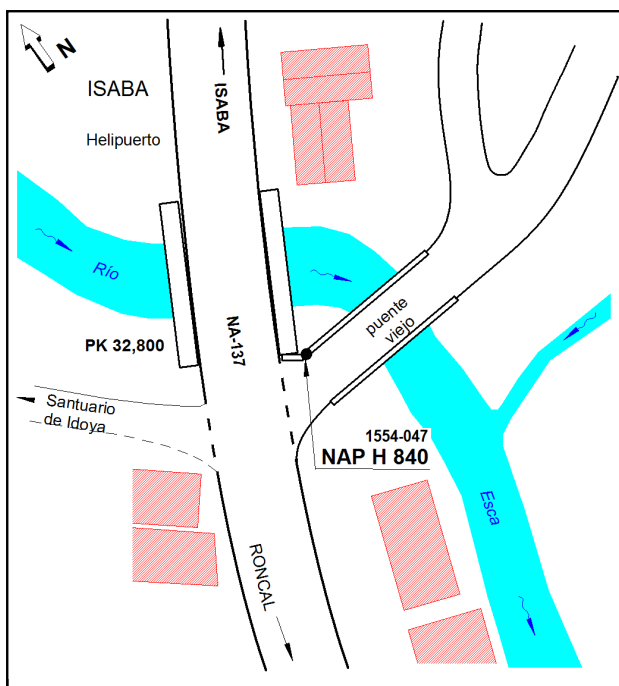 N
ISABA
ISABA
Helipuerto
Río
PK 32,800
NA-137
puente
viejo
Santuario
de Idoya
1554-047
NAP H 840
Esca
RONCAL